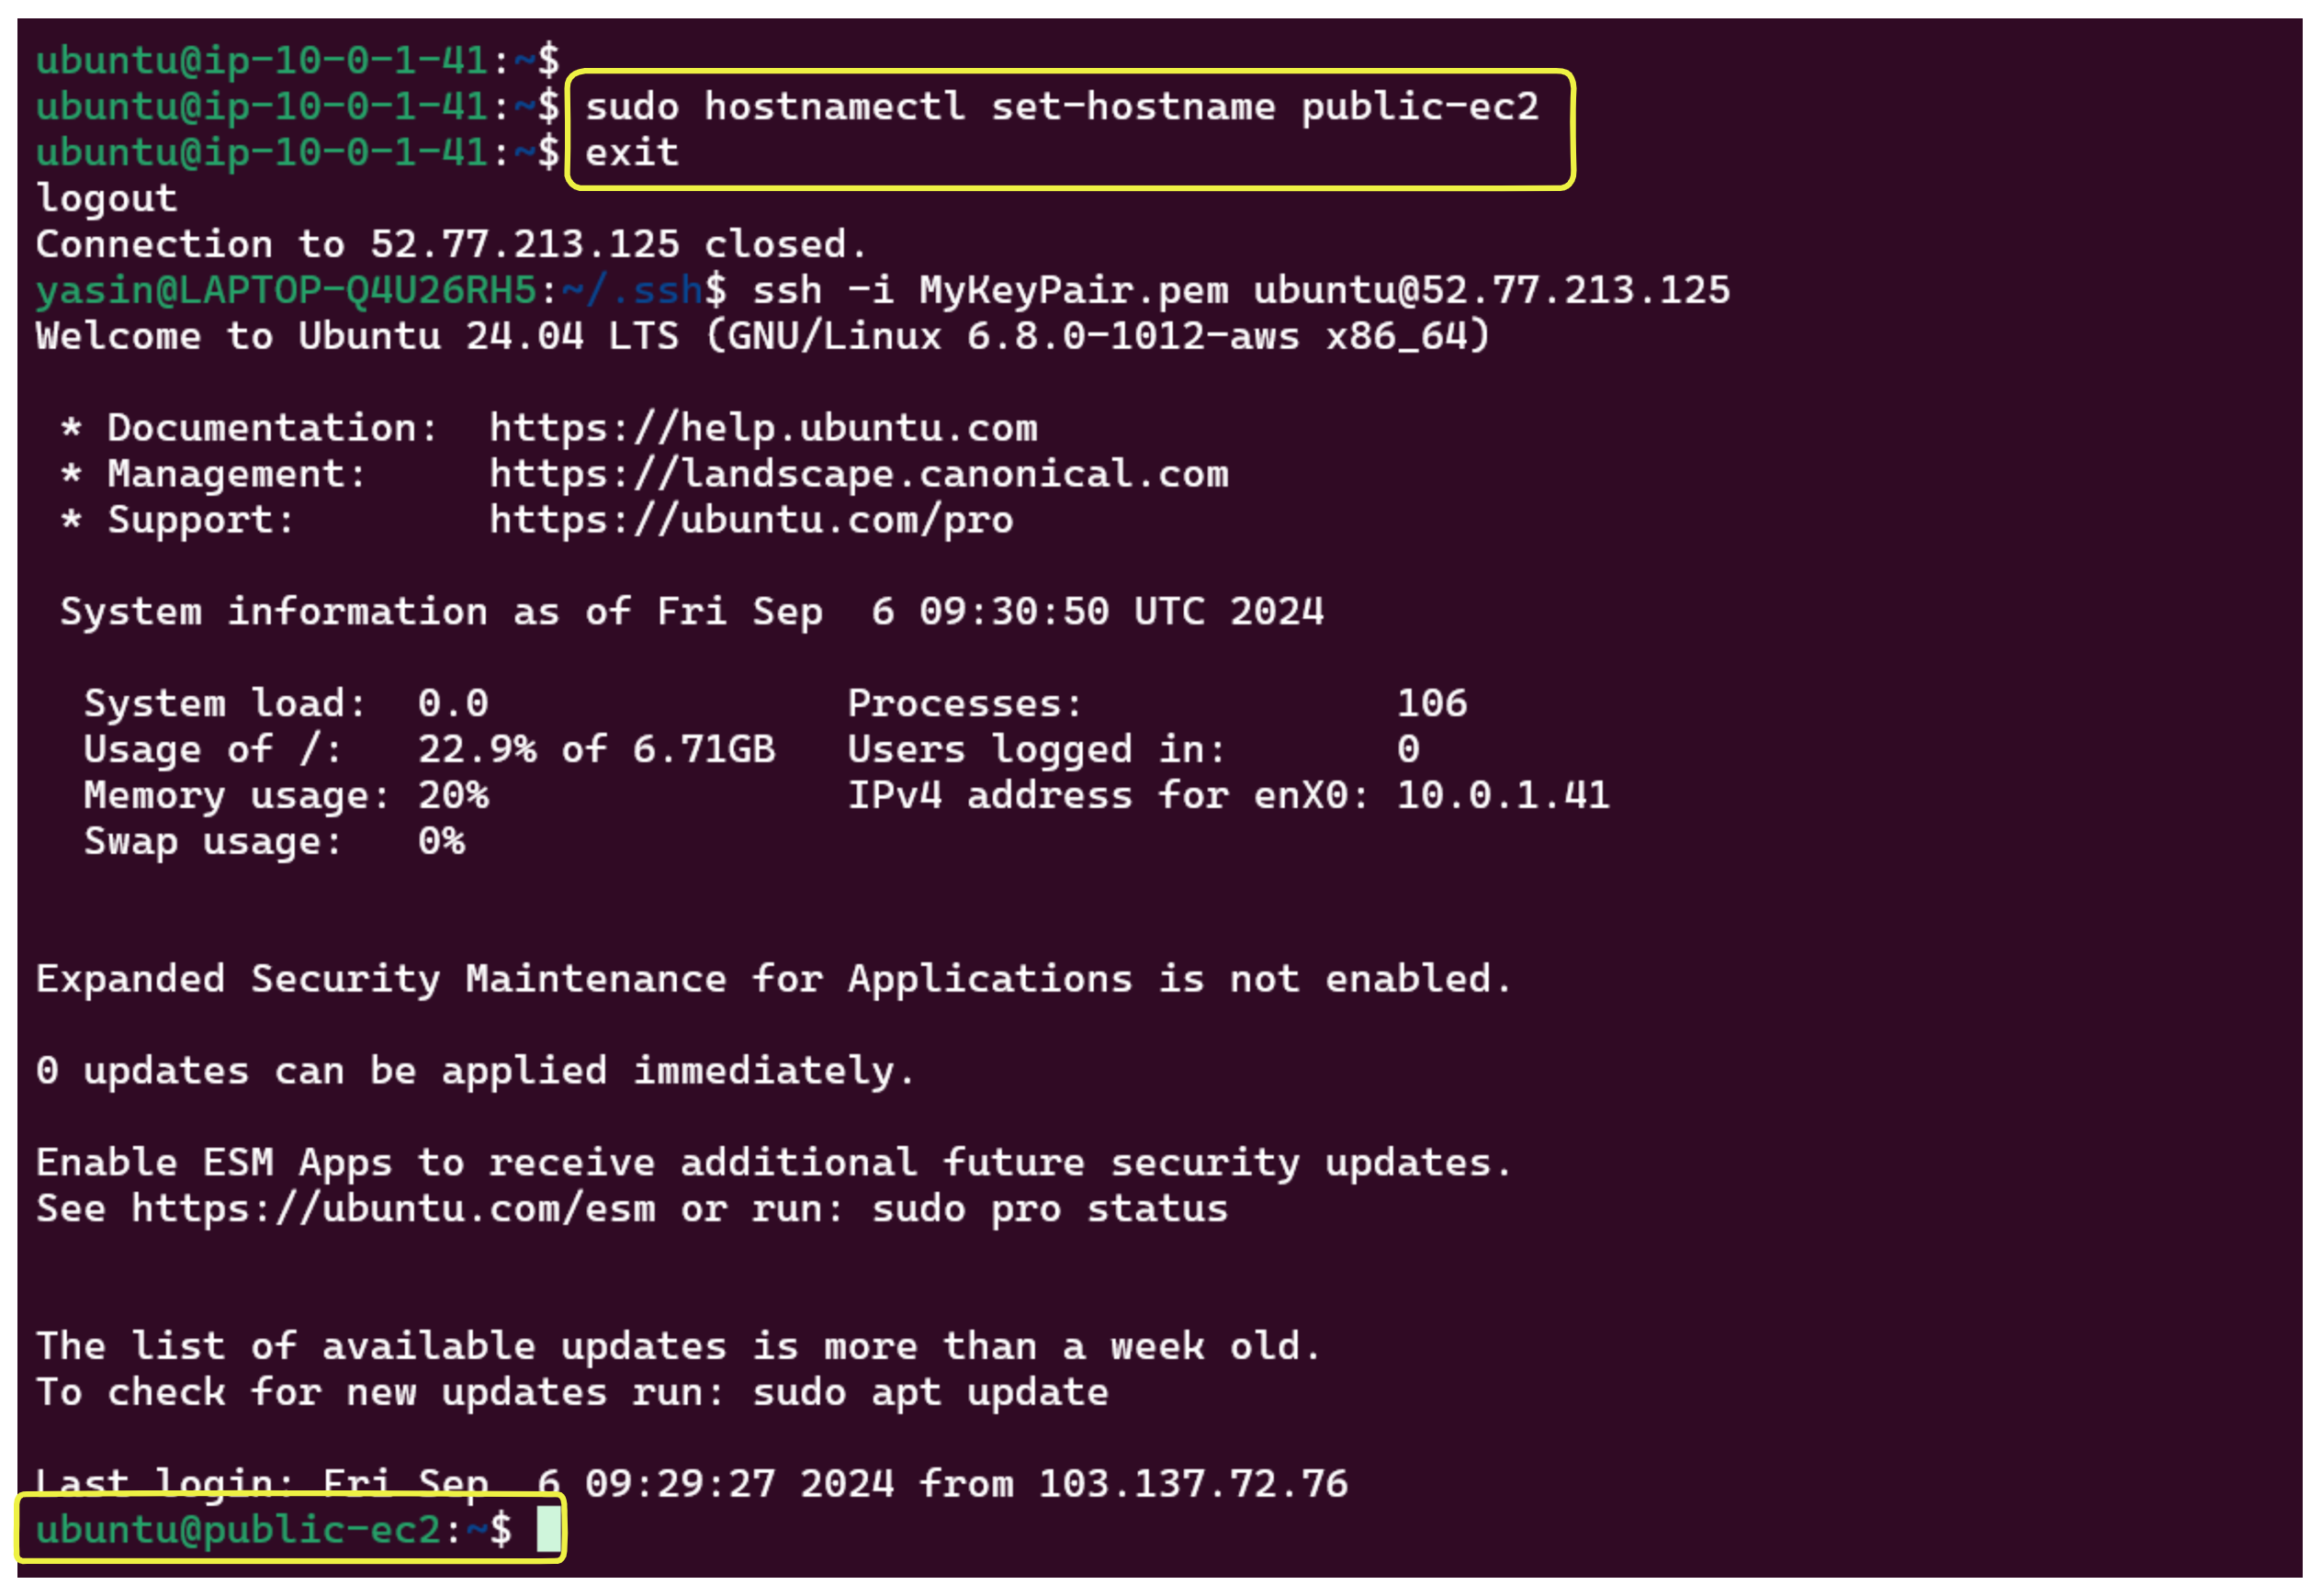 ubuntu@ip-10-0-1-41:~$
ubuntu@ip-10-0-1-41:~$ sudo hostnamectl set-hostname public-ec2
ubuntu@ip-10-0-1-41:~$ exit
logout
Connection to 52.77.213.125 closed.
yasin@LAPTOP-Q4U26RH5:~/.ssh$ ssh -i MyKeyPair.pem ubuntu@52.77.213.125
Welcome to Ubuntu 24.04 LTS (GNU/Linux 6.8.0-1012-aws x86_64)
* Documentation:  https://help.ubuntu.com
* Management:     https://landscape.canonical.com
* Support:        https://ubuntu.com/pro
System information as of Fri Sep  6 09:30:50 UTC 2024
System load:  0.0               Processes:             106
Usage of /:   22.9% of 6.71GB   Users logged in:       0
Memory usage: 20%               IPv4 address for enX0: 10.0.1.41
Swap usage:   0%
Expanded Security Maintenance for Applications is not enabled.
0 updates can be applied immediately.
Enable ESM Apps to receive additional future security updates.
See https://ubuntu.com/esm or run: sudo pro status
The list of available updates is more than a week old.
To check for new updates run: sudo apt update
Last login: Fri Sep  6 09:29:27 2024 from 103.137.72.76
ubuntu@public-ec2:~$